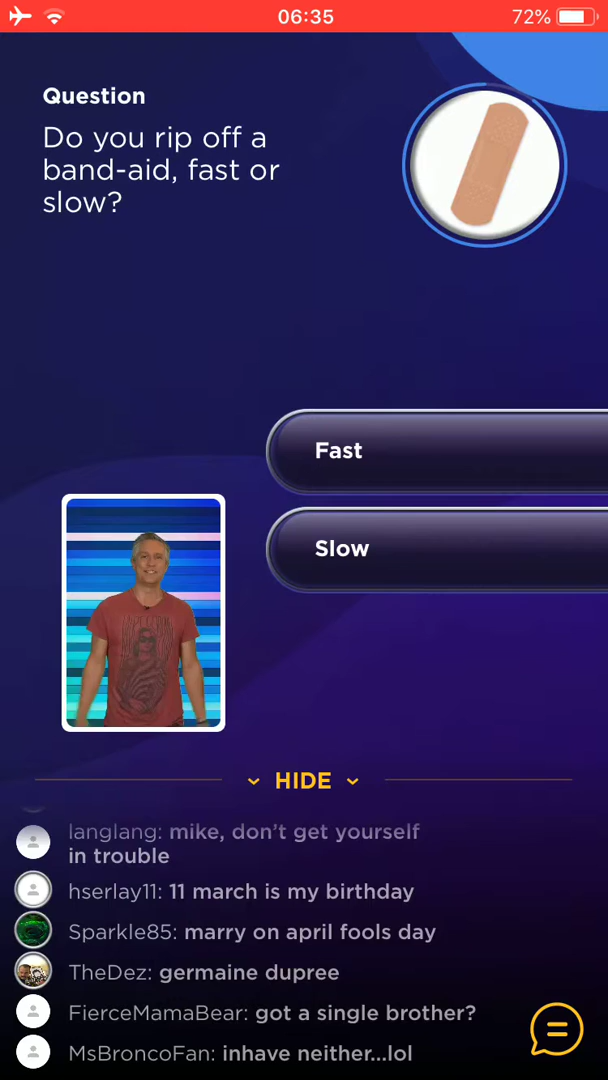 06:35
72%
Question
Do you rip off a
band-aid, fast or
slow?
Fast
Slow
HIDE
langlang: mike, don't get yourself
in trouble
hserlay11: 11 march is my birthday
Sparkle85: marry on april fools day
TheDez: germaine dupree
FierceMamaBear: got a single brother?
MsBroncoFan: inhave neither...lol